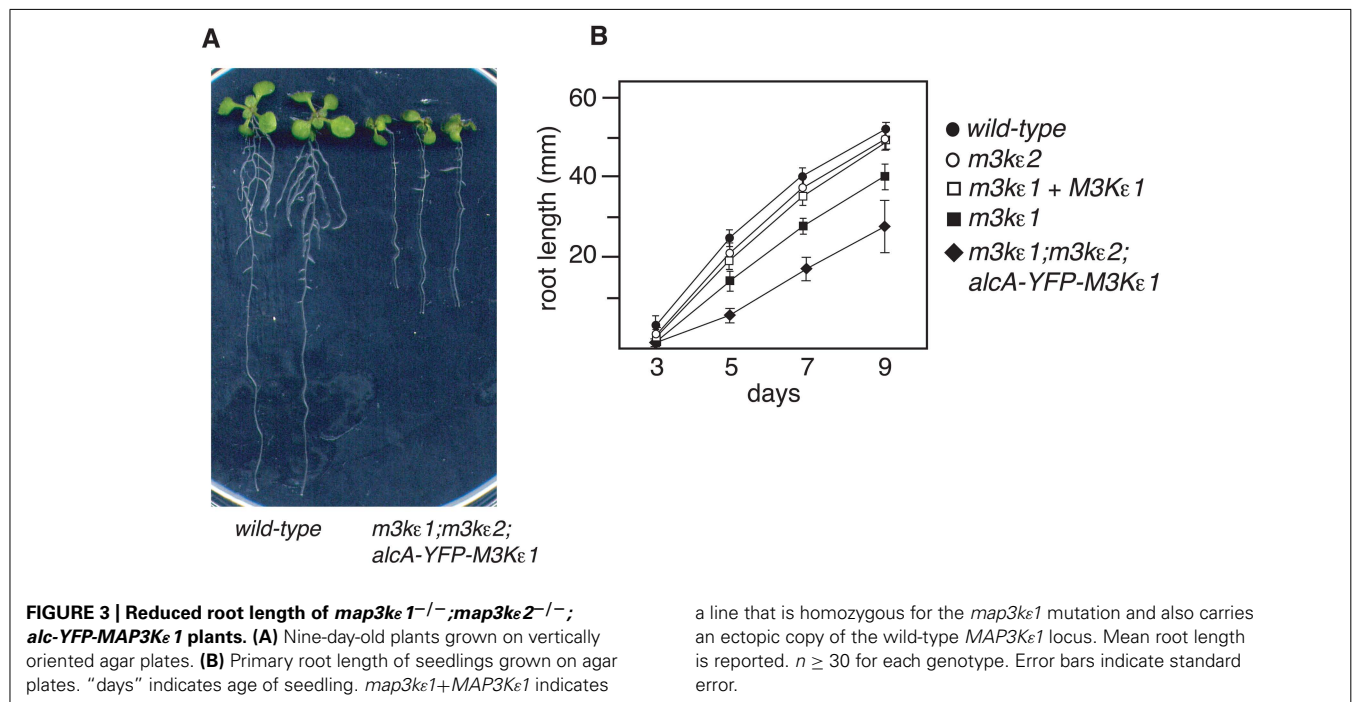 A
B
60
40
20
root length (mm)
3 5 7 9
days
wild-type
m3kε2
m3kε1 + M3Kε1
m3kε1
m3kε1;m3kε2;
alcA-YFP-M3Kε1
wild-type
m3kε1;m3kε2;
alcA-YFP-M3Kε1
FIGURE 3 | Reduced root length of map3kε1−/−;map3kε2−/−;
alc-YFP-MAP3Kε1 plants. (A) Nine-day-old plants grown on vertically
oriented agar plates. (B) Primary root length of seedlings grown on agar
plates. “days” indicates age of seedling. map3kε1+MAP3Kε1 indicates
a line that is homozygous for the map3kε1 mutation and also carries
an ectopic copy of the wild-type MAP3Kε1 locus. Mean root length
is reported. n ≥ 30 for each genotype. Error bars indicate standard
error.